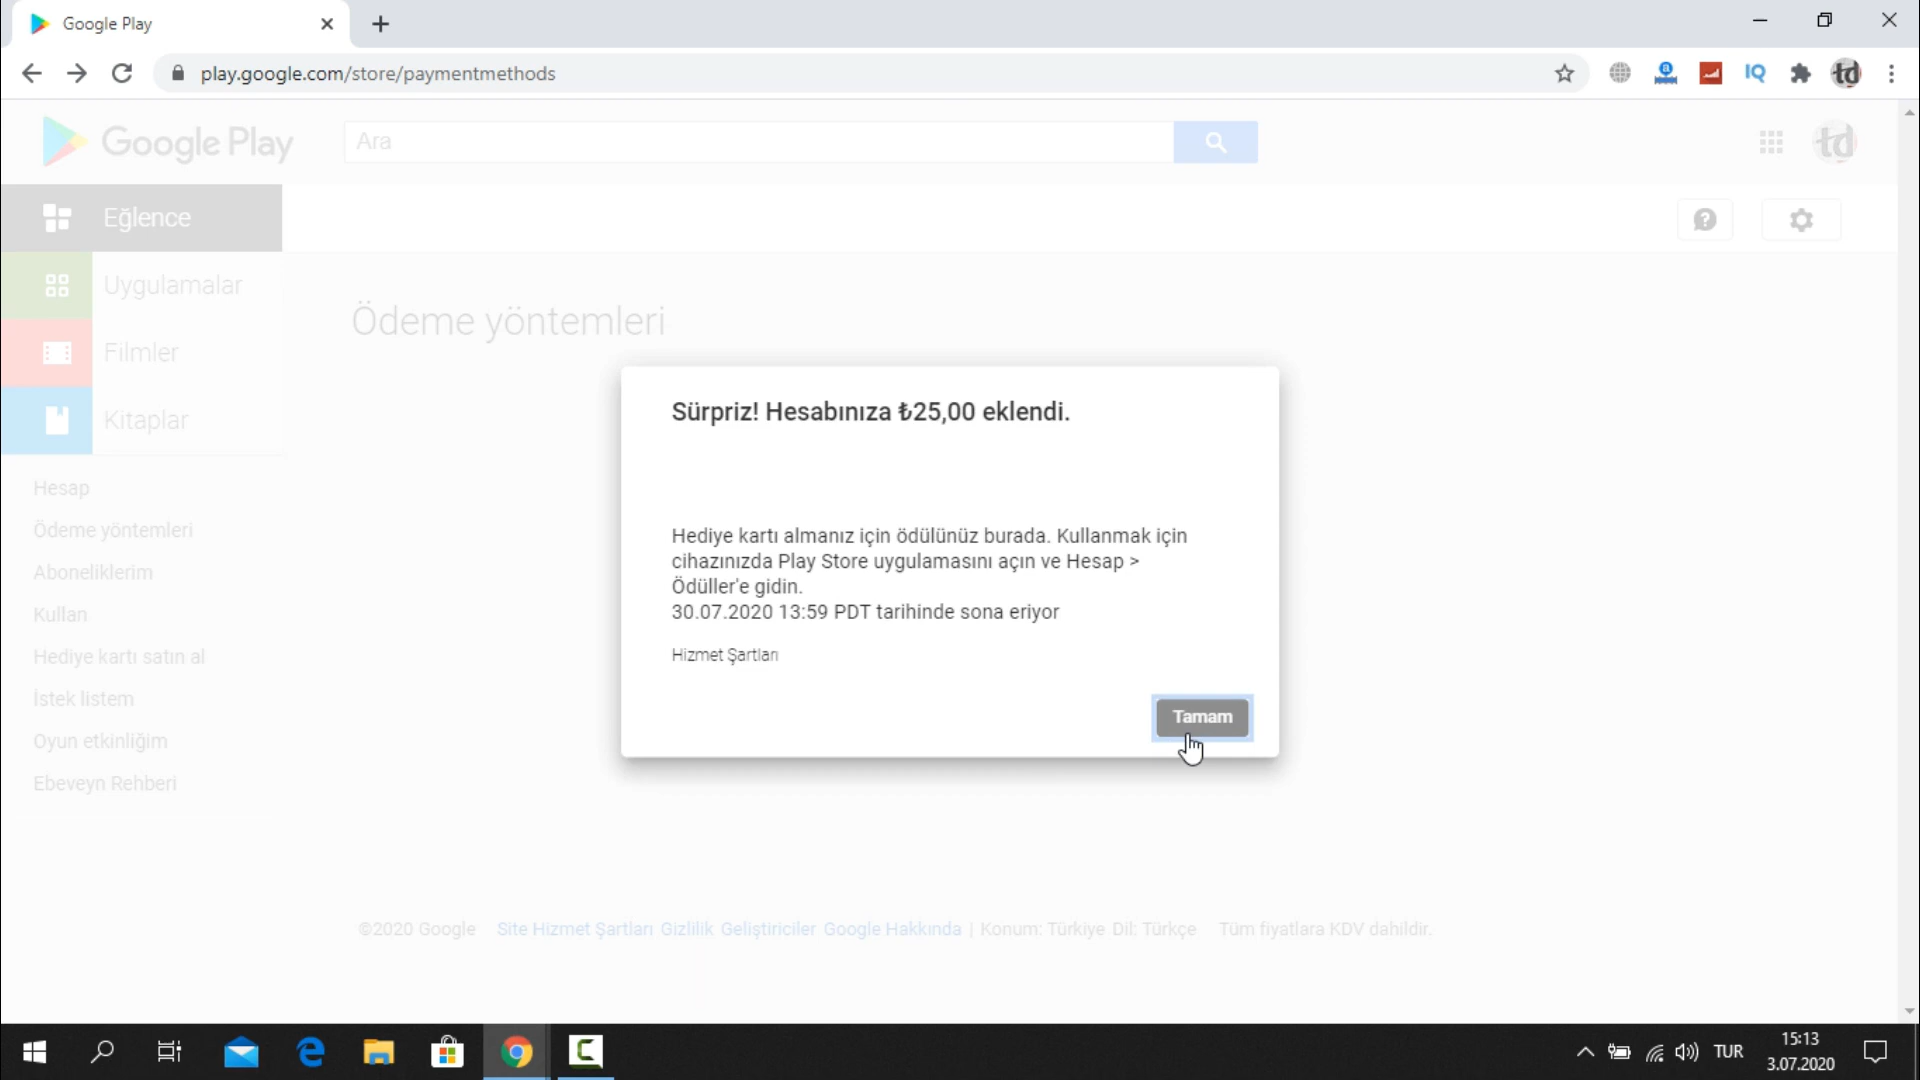 Google Play
play.google.com/store/paymentmethods
IQ
td
Google Play
Ara
td
Eğlence
Uygulamalar
Filmler
Kitaplar
Ödeme yöntemleri
Sürpriz! Hesabınıza ₺25,00 eklendi.
Hediye kartı almanız için ödülünüz burada. Kullanmak için
cihazınızda Play Store uygulamasını açın ve Hesap >
Ödüller'e gidin.
30.07.2020 13:59 PDT tarihinde sona eriyor
Hizmet Şartları
Tamam
Hesap
Ödeme yöntemleri
Aboneliklerim
Kullan
Hediye kartı satın al
İstek listem
Oyun etkinliğim
Ebeveyn Rehberi
©2020 Google Site Hizmet Şartları Gizlilik Geliştiriciler Google Hakkında | Konum: Türkiye Dil: Türkçe Tüm fiyatlara KDV dahildir.
TUR
15:13
3.07.2020